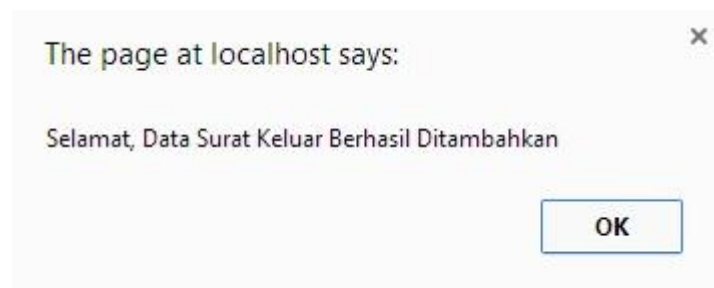 The page at localhost says:
Selamat, Data Surat Keluar Berhasil Ditambahkan
OK